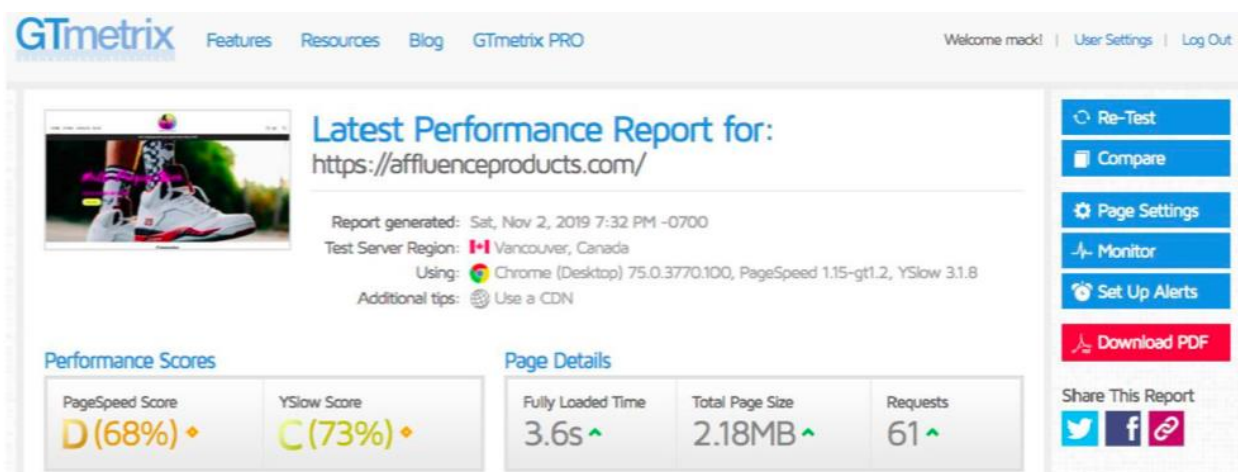 GTmetrix Features Resources Blog GTmetrix PRO Welcome mack! | User Settings | Log Out
Latest Performance Report for:
https://affluenceproducts.com/
Report generated: Sat, Nov 2, 2019 7:32 PM -0700
Test Server Region: Vancouver, Canada
Using: Chrome (Desktop) 75.0.3770.100, PageSpeed 1.15-gt1.2, YSlow 3.1.8
Additional tips: Use a CDN
Re-Test
Compare
Page Settings
Monitor
Set Up Alerts
Download PDF
Share This Report
Performance Scores
PageSpeed Score YSlow Score
D (68%) C (73%)
Page Details
Fully Loaded Time Total Page Size Requests
3.6s 2.18MB 61